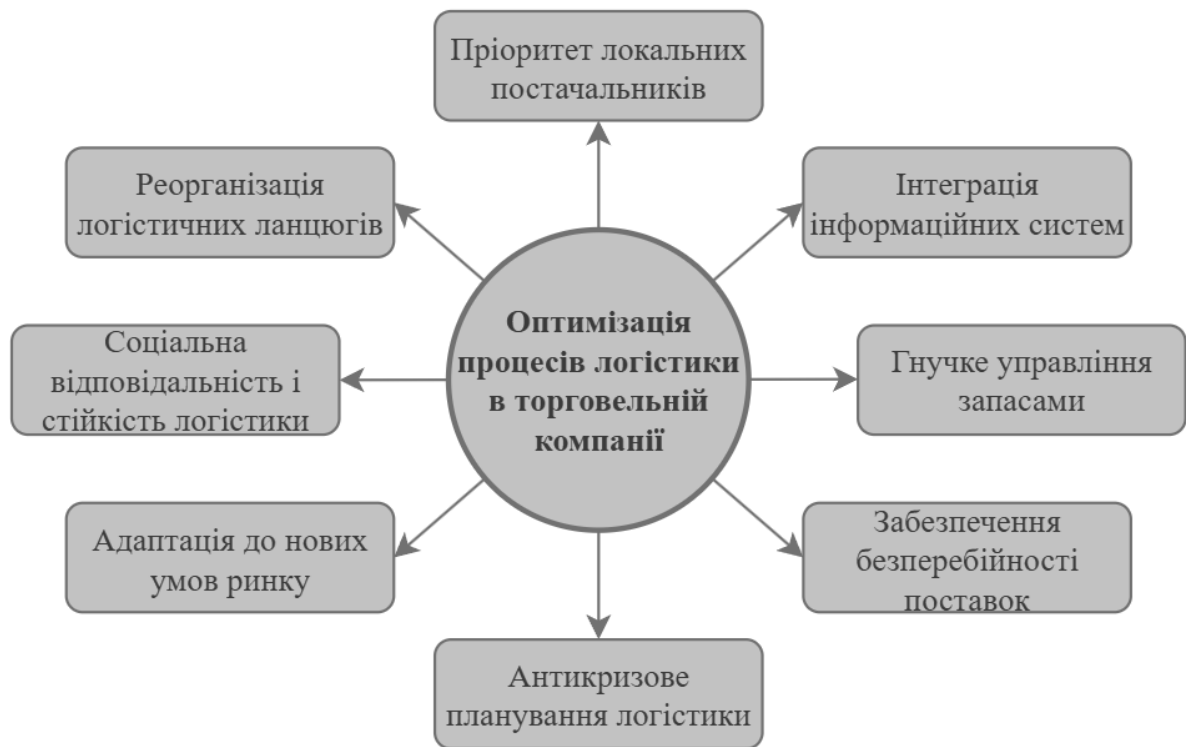 Пріоритет локальних
постачальників
Реорганізація
логістичних ланцюгів
Інтеграція
інформаційних систем
Соціальна
відповідальність і
стійкість логістики
Оптимізація
процесів логістики
в торговельній
компанії
Гнучке управління
запасами
Адаптація до нових
умов ринку
Забезпечення
безперебійності
поставок
Антикризове
планування логістики